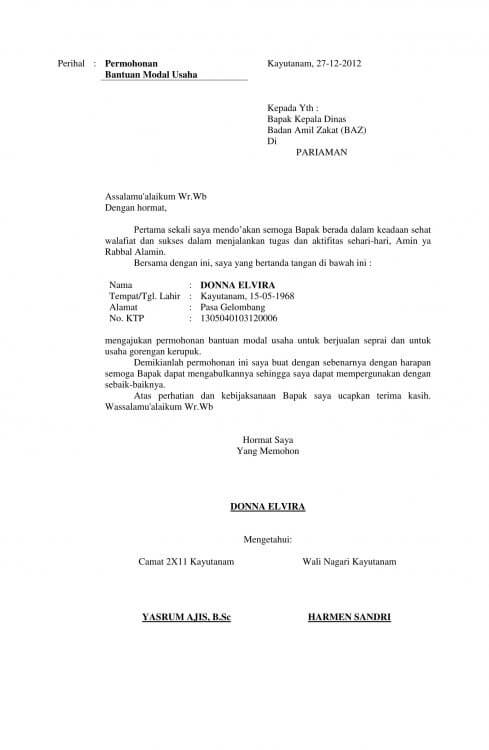 Perihal : Permohonan Kayutanam, 27-12-2012
Bantuan Modal Usaha
Kepada Yth :
Bapak Kepala Dinas
Badan Amil Zakat (BAZ)
Di
PARIAMAN
Assalamu'alaikum Wr.Wb
Dengan hormat,
Pertama sekali saya mendo’akan semoga Bapak berada dalam keadaan sehat
walafiat dan sukses dalam menjalankan tugas dan aktifitas sehari-hari, Amin ya
Rabbal Alamin.
Bersama dengan ini, saya yang bertanda tangan di bawah ini :
Nama : DONNA ELVIRA
Tempat/Tgl. Lahir : Kayutanam, 15-05-1968
Alamat : Pasa Gelombang
No. KTP : 1305040103120006
mengajukan permohonan bantuan modal usaha untuk berjualan seprai dan untuk
usaha gorengan kerupuk.
Demikianlah permohonan ini saya buat dengan sebenarnya dengan harapan
semoga Bapak dapat mengabulkannya sehingga saya dapat mempergunakan dengan
sebaik-baiknya.
Atas perhatian dan kebijaksanaan Bapak saya ucapkan terima kasih.
Wassalamu'alaikum Wr.Wb
Hormat Saya
Yang Memohon
DONNA ELVIRA
Mengetahui:
Camat 2X11 Kayutanam Wali Nagari Kayutanam
YASRUM AJIS, B.Sc HARMEN SANDRI